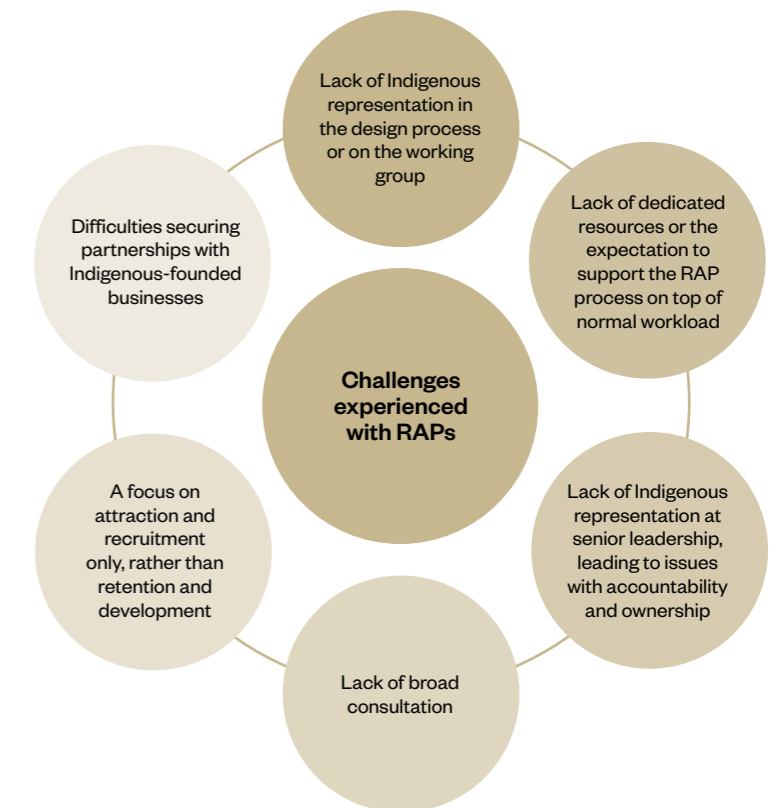 Lack of Indigenous
representation in
the design process
or on the working
group
Lack of dedicated
resources or the
expectation to
support the RAP
process on top of
normal workload
Lack of Indigenous
representation at
senior leadership,
leading to issues
with accountability
and ownership
Lack of broad
consultation
A focus on
attraction and
recruitment
only, rather than
retention and
development
Difficulties securing
partnerships with
Indigenous-founded
businesses
Challenges
experienced
with RAPs